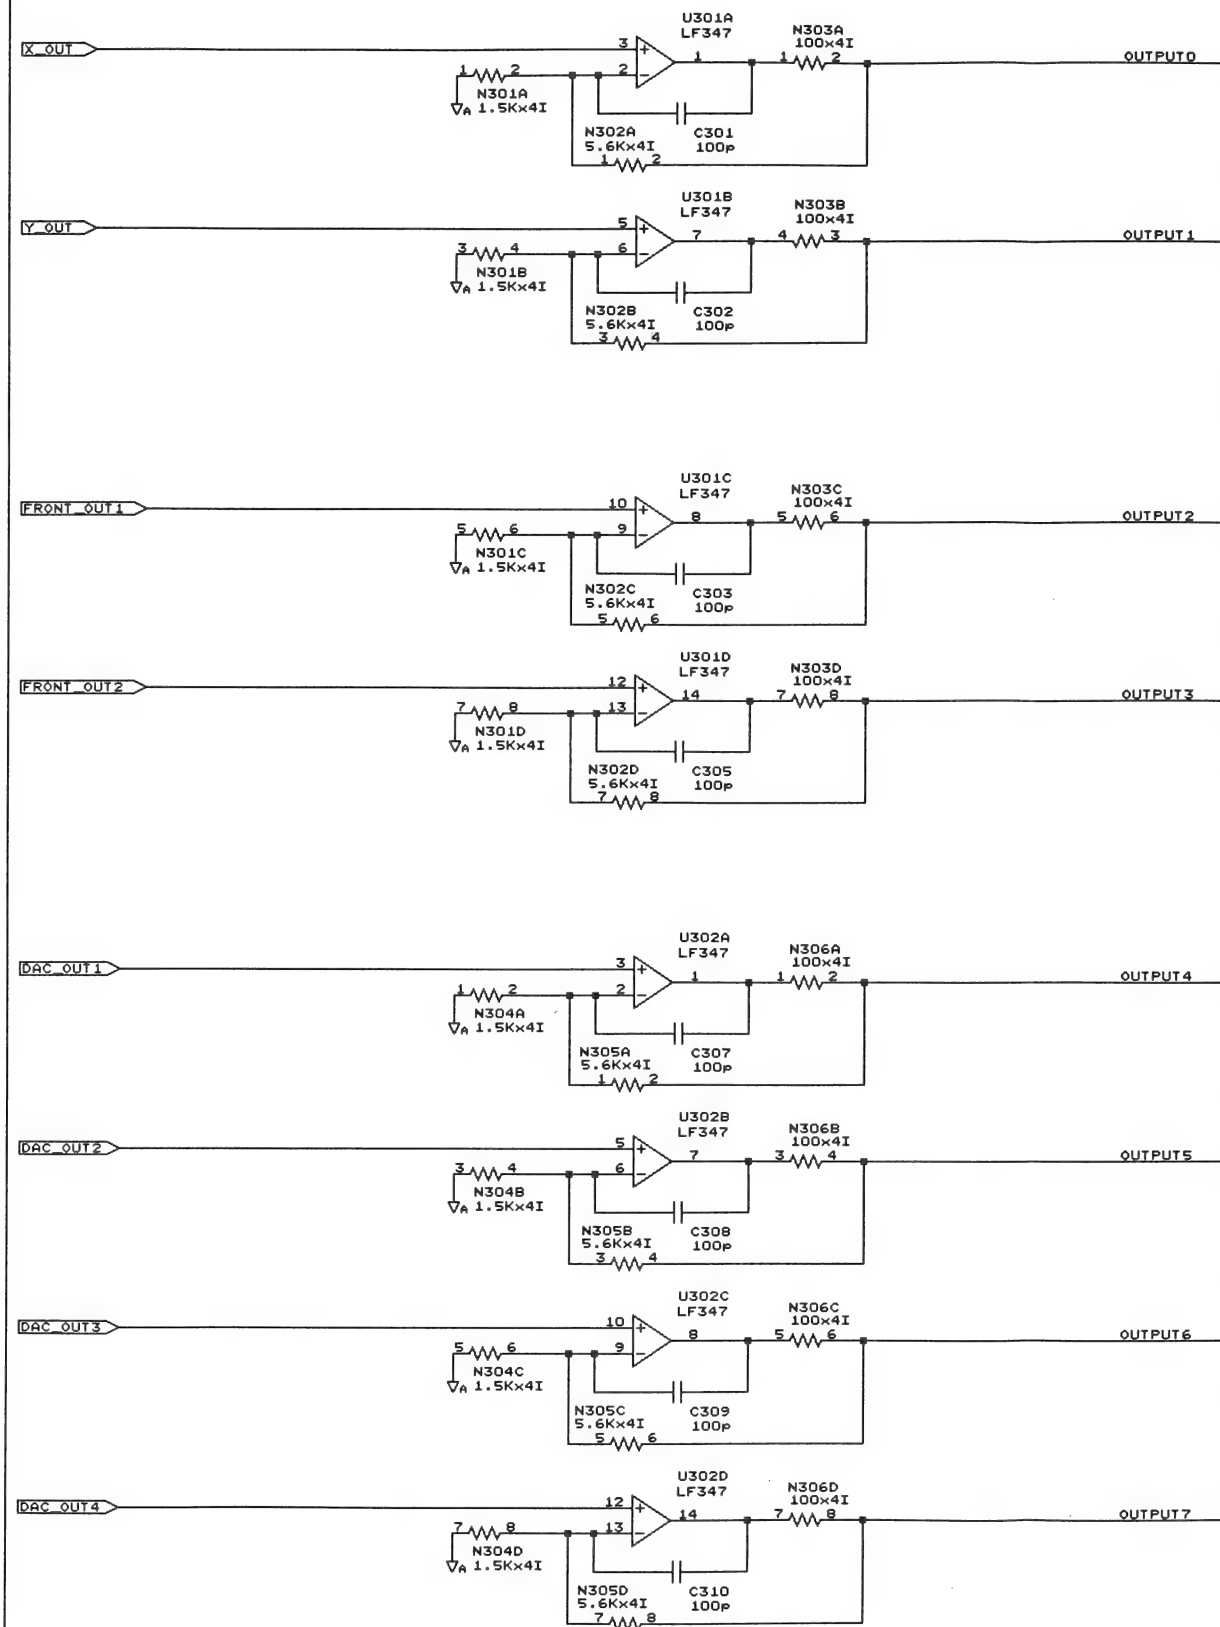 U301A
LF347
X_OUT
3
+
2
−
1
N303A
100x4I
1 2
OUTPUT0
1 2
N301A
A 1.5Kx4I
N302A
5.6Kx4I
1 2
C301
100p
U301B
LF347
Y_OUT
5
+
6
−
7
N303B
100x4I
4 3
OUTPUT1
3 4
N301B
A 1.5Kx4I
N302B
5.6Kx4I
3 4
C302
100p
U301C
LF347
FRONT_OUT1
10
+
9
−
8
N303C
100x4I
5 6
OUTPUT2
5 6
N301C
A 1.5Kx4I
N302C
5.6Kx4I
5 6
C303
100p
U301D
LF347
FRONT_OUT2
12
+
13
−
14
N303D
100x4I
7 8
OUTPUT3
7 8
N301D
A 1.5Kx4I
N302D
5.6Kx4I
7 8
C305
100p
U302A
LF347
DAC_OUT1
3
+
2
−
1
N306A
100x4I
1 2
OUTPUT4
1 2
N304A
A 1.5Kx4I
N305A
5.6Kx4I
1 2
C307
100p
U302B
LF347
DAC_OUT2
5
+
6
−
7
N306B
100x4I
3 4
OUTPUT5
3 4
N304B
A 1.5Kx4I
N305B
5.6Kx4I
3 4
C308
100p
U302C
LF347
DAC_OUT3
10
+
9
−
8
N306C
100x4I
5 6
OUTPUT6
5 6
N304C
A 1.5Kx4I
N305C
5.6Kx4I
5 6
C309
100p
U302D
LF347
DAC_OUT4
12
+
13
−
14
N306D
100x4I
7 8
OUTPUT7
7 8
N304D
A 1.5Kx4I
N305D
5.6Kx4I
7 8
C310
100p